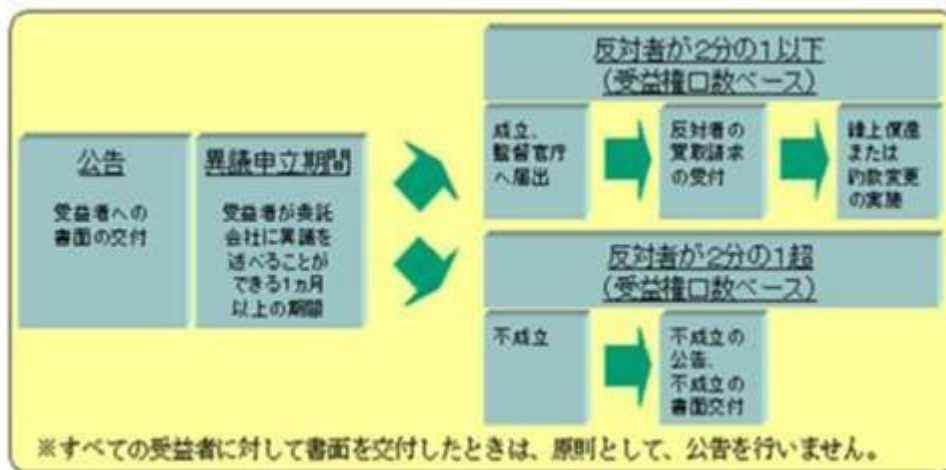 公告
受益者への
書面の交付
異議申立期間
受益者が委託
会社に異議を
述べることが
できる1ヵ月
以上の期間
反対者が2分の1以下
(受益権口数ベース)
成立、
監督官庁
へ届出
反対者の
買取請求
の受付
繰上償還
または
約款変更
の実施
反対者が2分の1超
(受益権口数ベース)
不成立
不成立の
公告、
不成立の
書面交付
※すべての受益者に対して書面を交付したときは、原則として、公告を行いません。